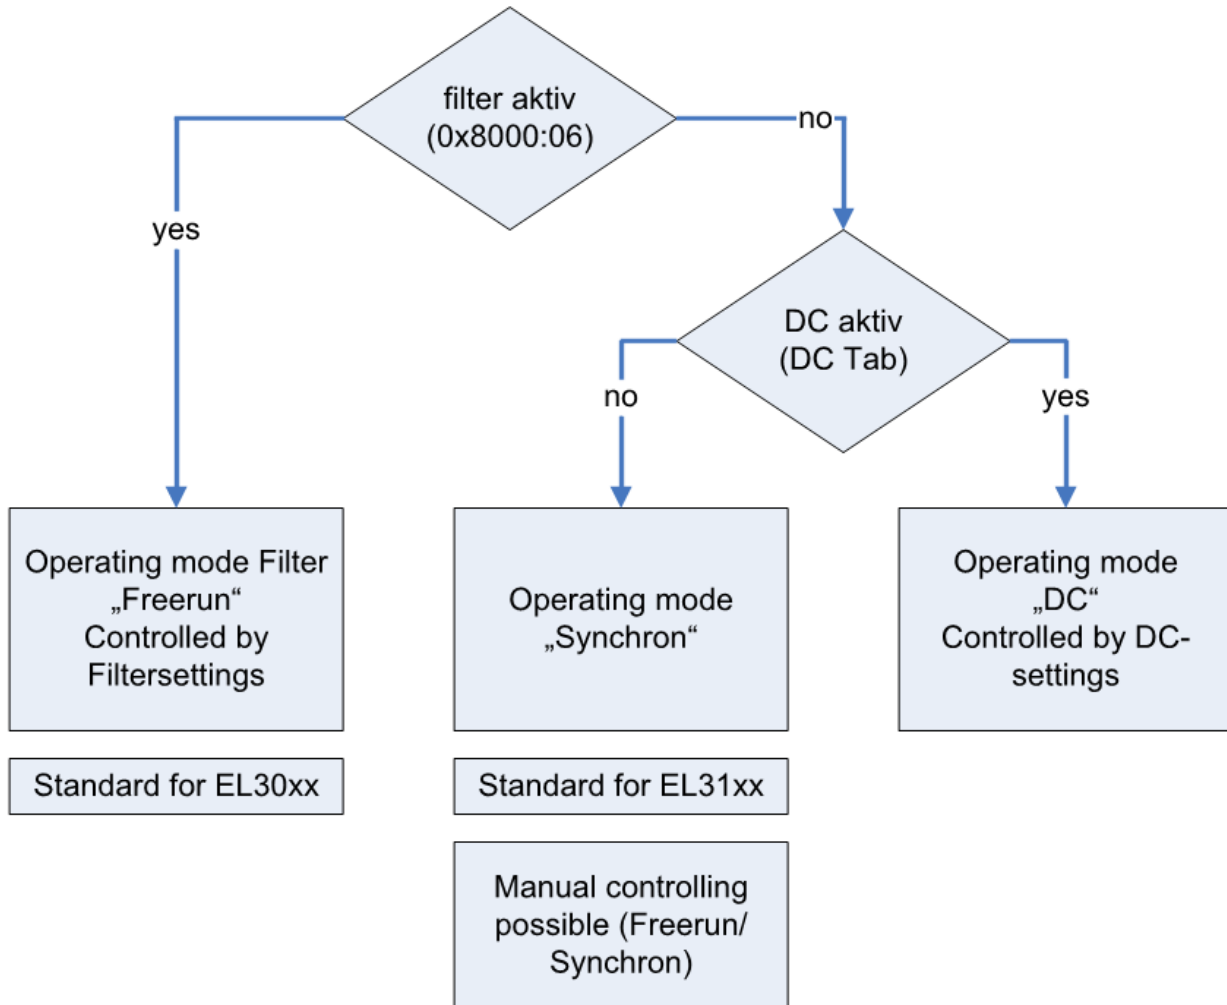 filter aktiv
(0x8000:06)
no
yes
DC aktiv
(DC Tab)
no
yes
Operating mode Filter
„Freerun“
Controlled by
Filtersettings
Operating mode
„Synchron“
Operating mode
„DC“
Controlled by DC-
settings
Standard for EL30xx
Standard for EL31xx
Manual controlling
possible (Freerun/
Synchron)